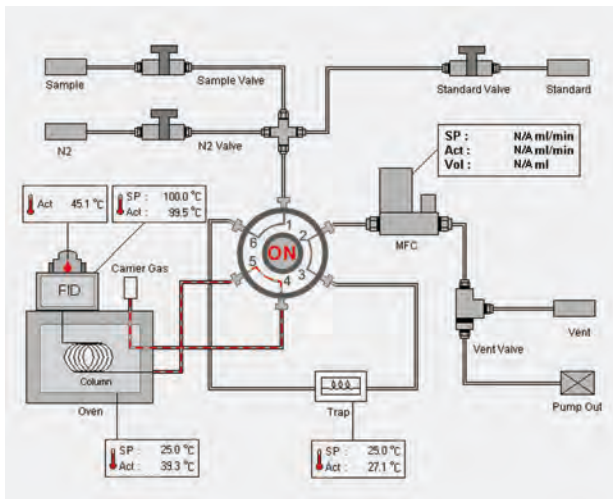 Sample
Sample Valve
Standard Valve
Standard
N2
N2 Valve
SP : N/A ml/min
Act : N/A ml/min
Vol : N/A ml
Act 45.1 °C
SP : 100.0 °C
Act : 99.5 °C
1
6
2
ON
5
3
4
MFC
FID
Carrier Gas
Vent
Vent Valve
Column
Oven
Trap
Pump Out
SP : 25.0 °C
Act : 39.3 °C
SP : 25.0 °C
Act : 27.1 °C